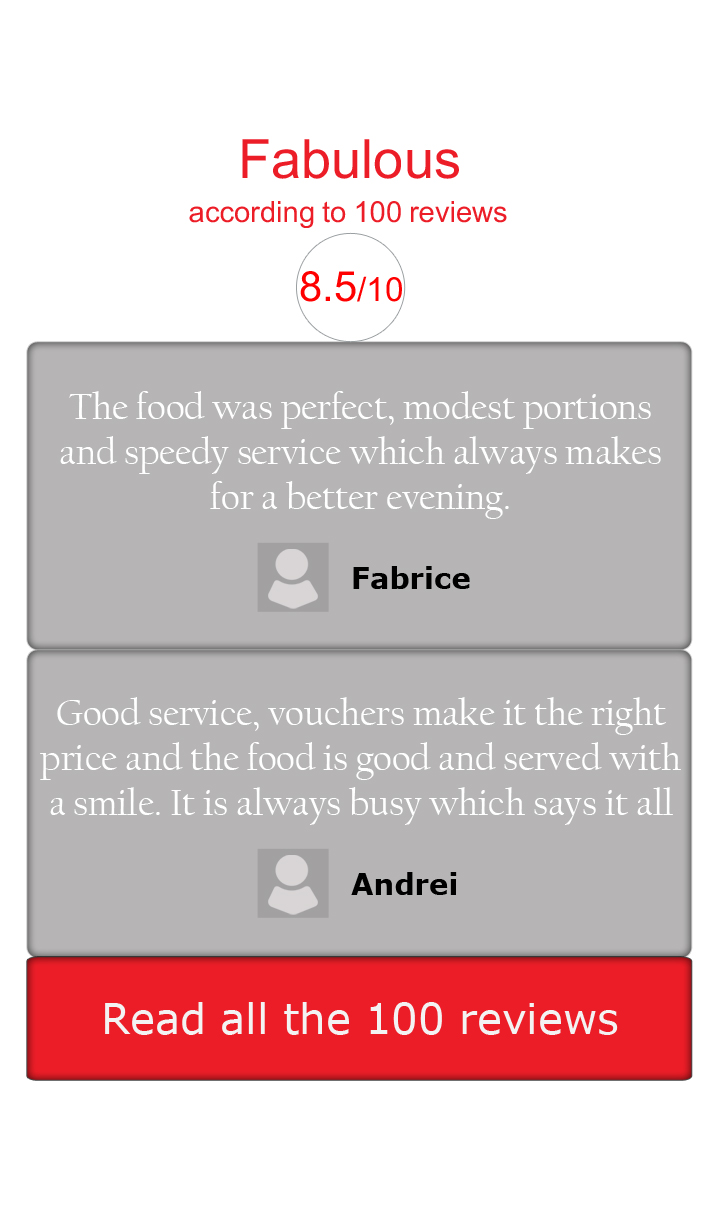 Fabulous
according to 100 reviews
8.5/10
The food was perfect, modest portions
and speedy service which always makes
for a better evening.
Fabrice
Good service, vouchers make it the right
price and the food is good and served with
a smile. It is always busy which says it all
Andrei
Read all the 100 reviews